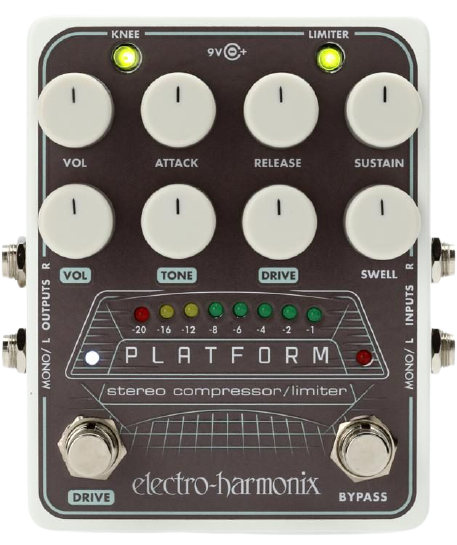 KNEE
LIMITER
9V
VOL
ATTACK
RELEASE
SUSTAIN
VOL
TONE
DRIVE
SWELL
MONO/ L OUTPUTS R
MONO/ L INPUTS R
-20 -16 -12 -8 -6 -4 -2 -1
PLATFORM
stereo compressor/limiter
electro-harmonix
DRIVE
BYPASS